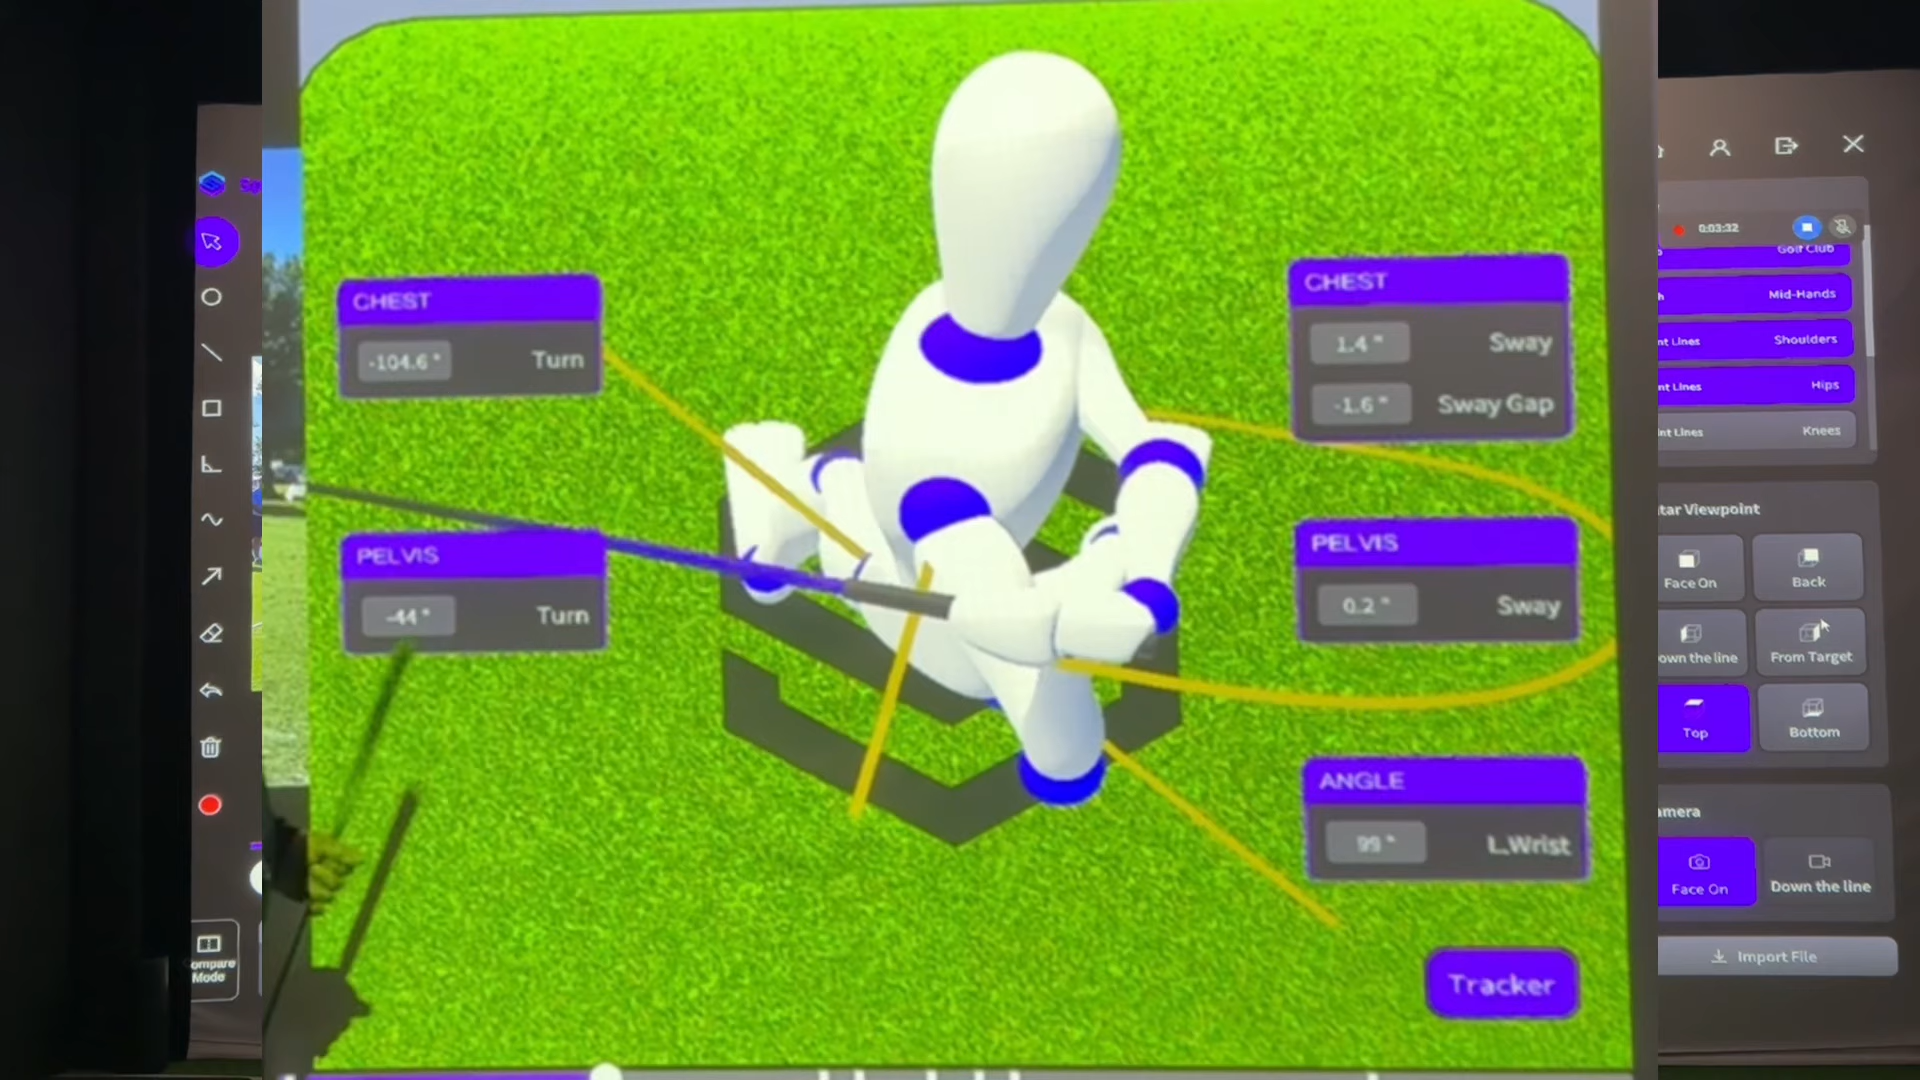 CHEST
-104.6 °
Turn
PELVIS
-44 °
Turn
CHEST
1.4 °
Sway
-1.6 °
Sway Gap
PELVIS
0.2 °
Sway
ANGLE
99 °
L.Wrist
Tracker
ompare
Mode
0:03:32
Golf Club
Mid-Hands
nt Lines
Shoulders
nt Lines
Hips
nt Lines
Knees
tar Viewpoint
Face On
Back
own the line
From Target
Top
Bottom
amera
Face On
Down the line
Import File